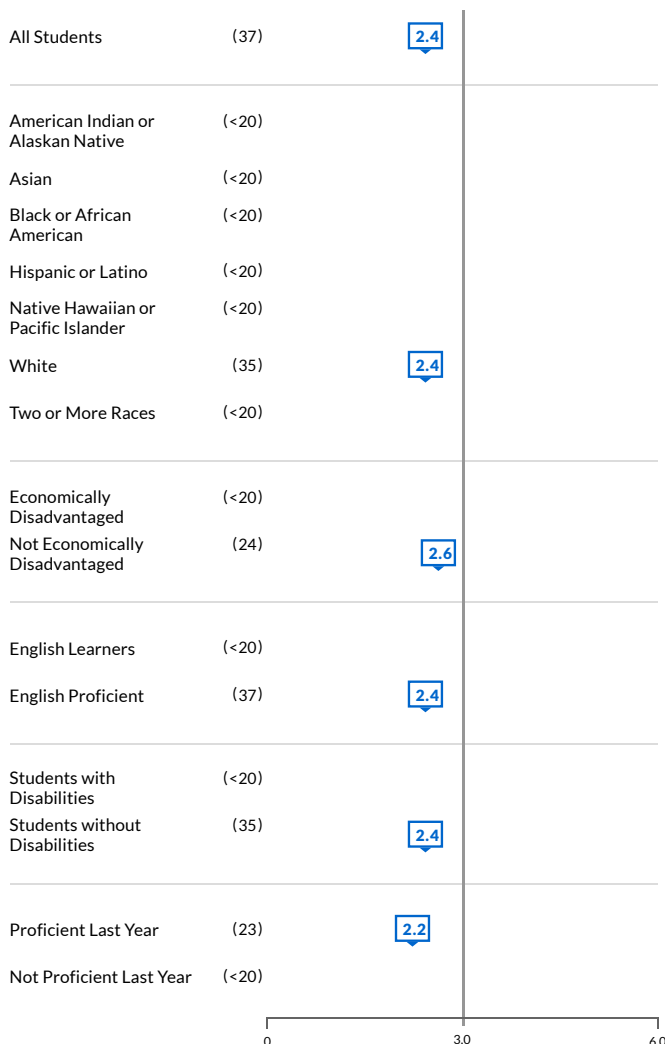 All Students (37) 2.4
American Indian or (<20)
Alaskan Native
Asian (<20)
Black or African (<20)
American
Hispanic or Latino (<20)
Native Hawaiian or (<20)
Pacific Islander
White (35) 2.4
Two or More Races (<20)
Economically (<20)
Disadvantaged
Not Economically (24) 2.6
Disadvantaged
English Learners (<20)
English Proficient (37) 2.4
Students with (<20)
Disabilities
Students without (35) 2.4
Disabilities
Proficient Last Year (23) 2.2
Not Proficient Last Year (<20)
0 3.0 6.0